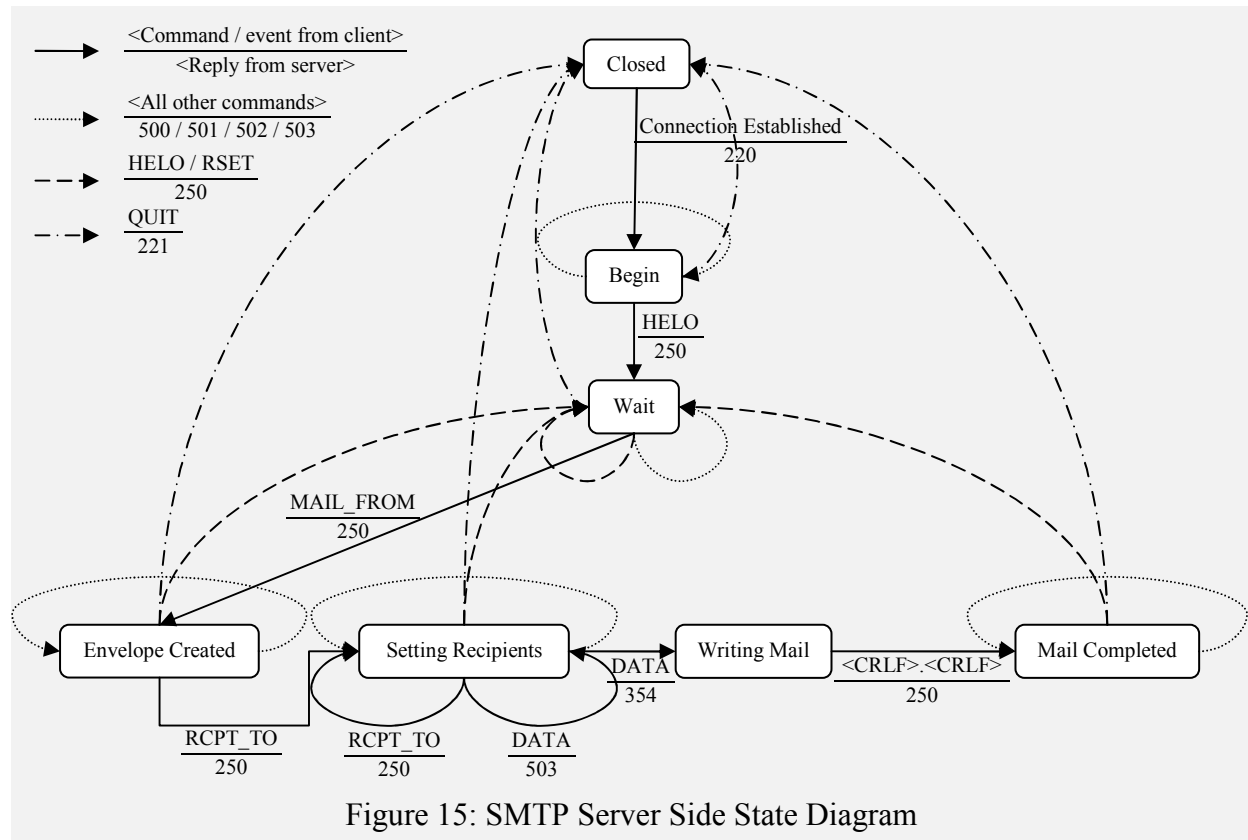 <Command / event from client>
<Reply from server>
<All other commands>
500 / 501 / 502 / 503
HELO / RSET
250
QUIT
221
Closed
Connection Established
220
Begin
HELO
250
Wait
MAIL_FROM
250
Envelope Created
Setting Recipients
Writing Mail
Mail Completed
DATA
354
<CRLF>.<CRLF>
250
RCPT_TO
250
RCPT_TO
250
DATA
503
Figure 15: SMTP Server Side State Diagram